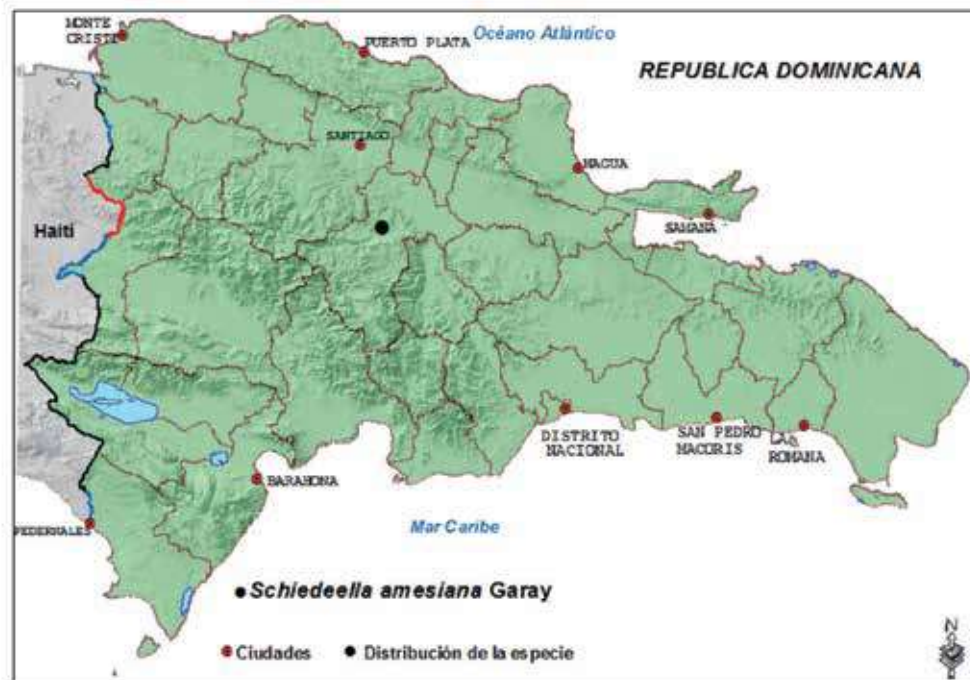 MONTE
CRISTI
PUERTO PLATA
Océano Atlántico
REPUBLICA DOMINICANA
SANTIAGO
NAGUA
SAMANA
Haití
DISTRITO
NACIONAL
SAN PEDRO
MACORIS
LA
ROMANA
BARAHONA
PEDERNALES
Mar Caribe
Schiedeella amesiana Garay
Ciudades
Distribución de la especie
N